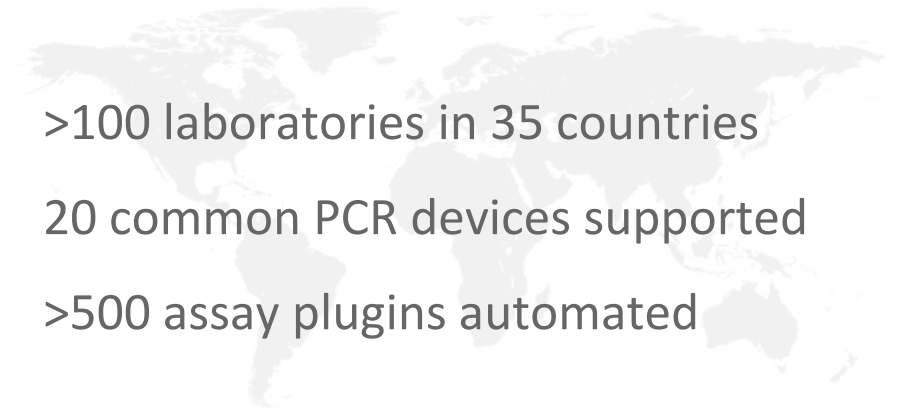 >100 laboratories in 35 countries
20 common PCR devices supported
>500 assay plugins automated